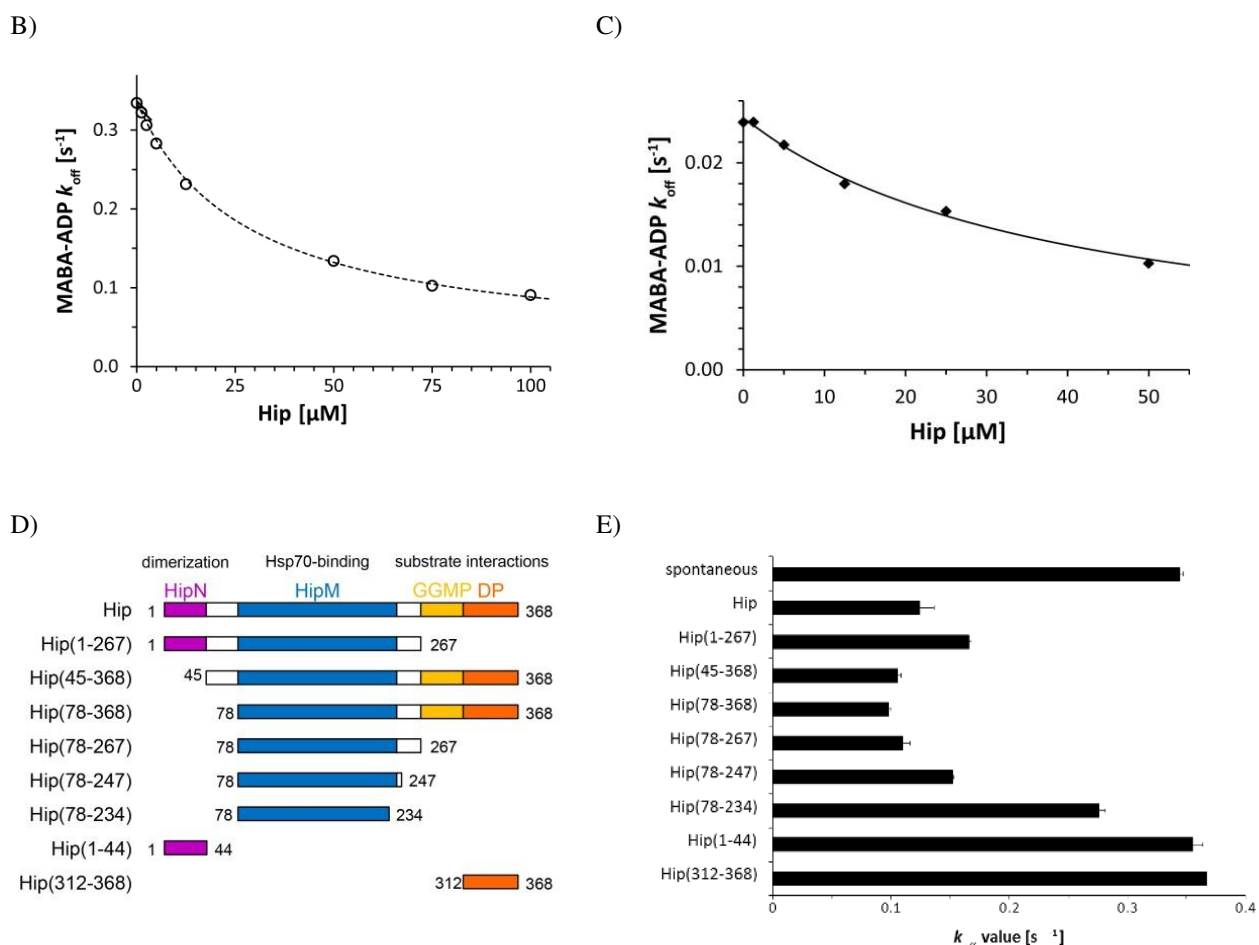 B)
C)
MABA-ADP koff [s-1]
0.3
0.2
0.1
0.0
0 25 50 75 100
Hip [µM]
MABA-ADP koff [s-1]
0.02
0.01
0.00
0 10 20 30 40 50
Hip [µM]
D)
E)
dimerization Hsp70-binding substrate interactions
HipN HipM GGMP DP
Hip 1 368
Hip(1-267) 1 267
Hip(45-368) 45 368
Hip(78-368) 78 368
Hip(78-267) 78 267
Hip(78-247) 78 247
Hip(78-234) 78 234
Hip(1-44) 1 44
Hip(312-368) 312 368
spontaneous
Hip
Hip(1-267)
Hip(45-368)
Hip(78-368)
Hip(78-267)
Hip(78-247)
Hip(78-234)
Hip(1-44)
Hip(312-368)
0 0.1 0.2 0.3 0.4
k value [s 1]